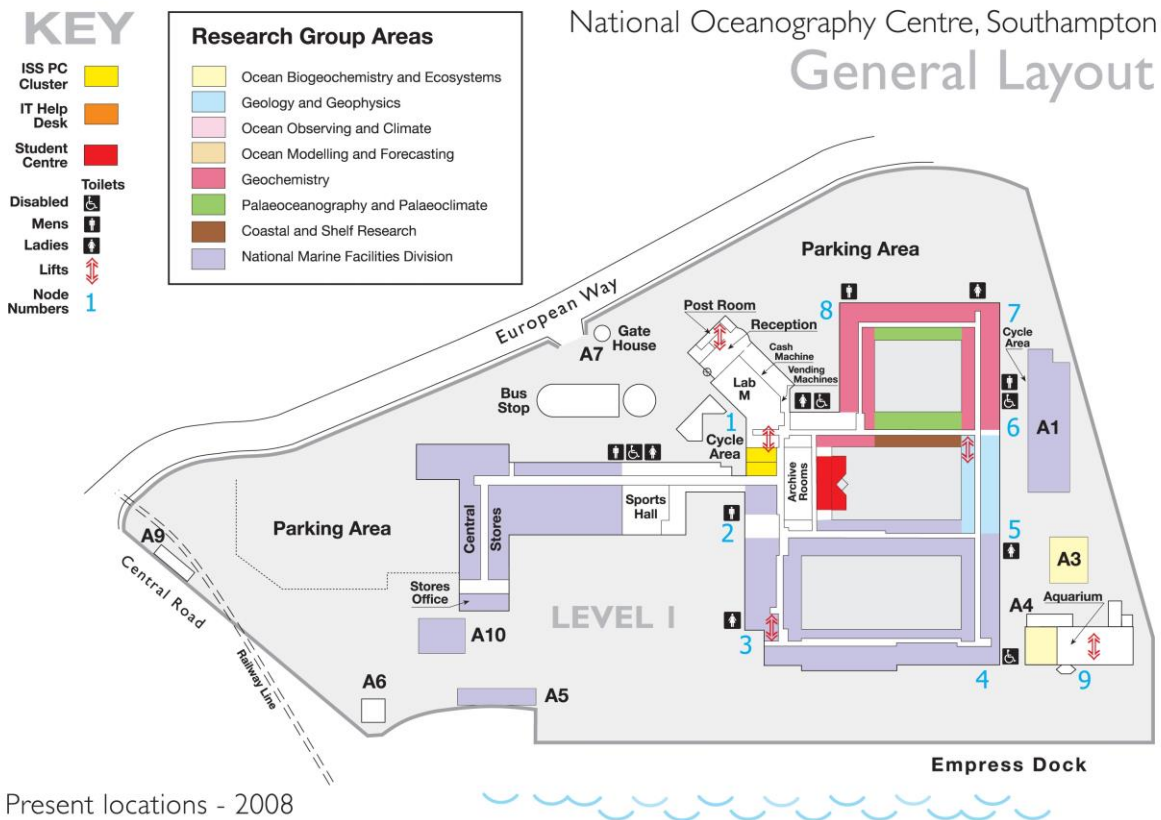 KEY
ISS PC
Cluster
IT Help
Desk
Student
Centre
Toilets
Disabled
Mens
Ladies
Lifts
Node
Numbers 1
Research Group Areas
Ocean Biogeochemistry and Ecosystems
Geology and Geophysics
Ocean Observing and Climate
Ocean Modelling and Forecasting
Geochemistry
Palaeoceanography and Palaeoclimate
Coastal and Shelf Research
National Marine Facilities Division
National Oceanography Centre, Southampton
General Layout
European Way
Parking Area
Post Room
Reception
Cash
Machine
Vending
Machines
Lab
M
8
7
Cycle
Area
Gate
House
A7
Bus
Stop
1
Cycle
Area
6
A1
Archive
Rooms
Sports
Hall
2
5
Parking Area
Central
Stores
A9
Central Road
Stores
Office
A3
A4
Aquarium
LEVEL 1
3
4
9
A10
A6
A5
Railway Line
Empress Dock
Present locations - 2008